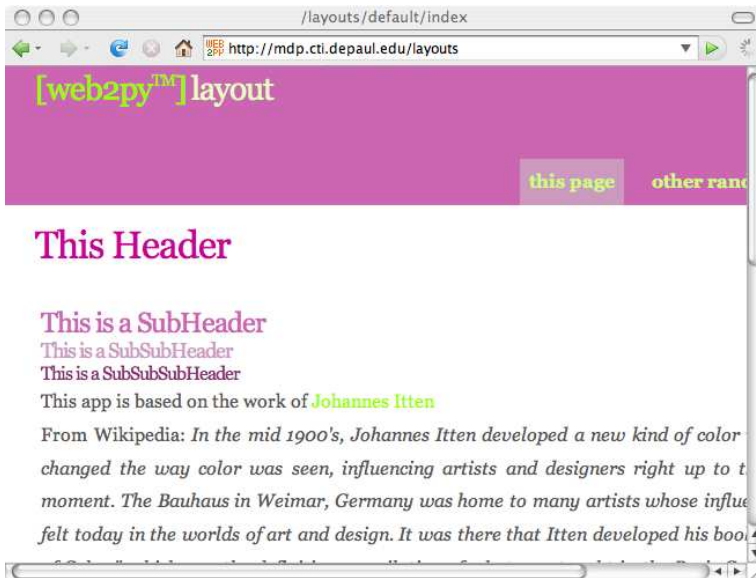 /layouts/default/index
WEB2PY http://mdp.cti.depaul.edu/layouts
[web2py™] layout
this page other rand
This Header
This is a SubHeader
This is a SubSubHeader
This is a SubSubSubHeader
This app is based on the work of Johannes Itten
From Wikipedia: In the mid 1900's, Johannes Itten developed a new kind of color
changed the way color was seen, influencing artists and designers right up to t
moment. The Bauhaus in Weimar, Germany was home to many artists whose influe
felt today in the worlds of art and design. It was there that Itten developed his boo